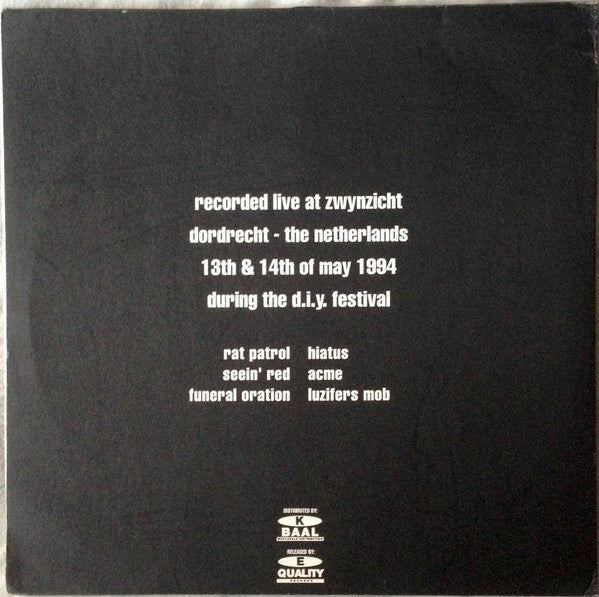 recorded live at zwynzicht
dordrecht - the netherlands
13th & 14th of may 1994
during the d.i.y. festival
rat patrol hiatus
seein' red acme
funeral oration luzifers mob
DISTRIBUTED BY:
K
BAAL
RELEASED BY:
E
QUALITY
RECORDS